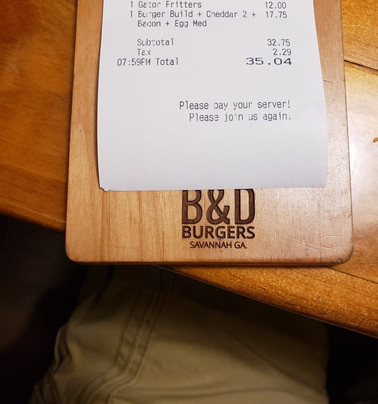 1 Gator Fritters 12.00
1 Burger Build + Cheddar 2 + 17.75
Bacon + Egg Med
Subtotal 32.75
Tax 2.29
07:59PM Total 35.04
Please pay your server!
Please join us again.
B&D
BURGERS
SAVANNAH GA.